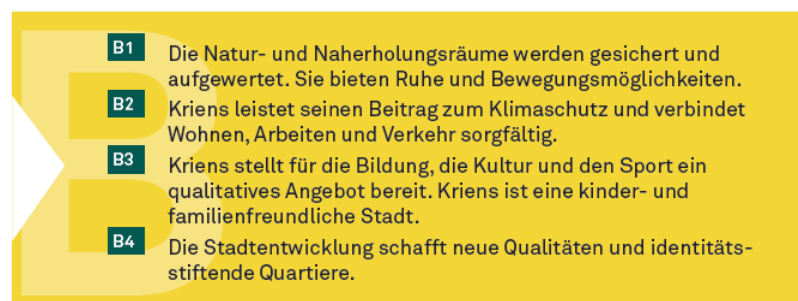 B
B1 Die Natur- und Naherholungsräume werden gesichert und
aufgewertet. Sie bieten Ruhe und Bewegungsmöglichkeiten.
B2 Kriens leistet seinen Beitrag zum Klimaschutz und verbindet
Wohnen, Arbeiten und Verkehr sorgfältig.
B3 Kriens stellt für die Bildung, die Kultur und den Sport ein
qualitatives Angebot bereit. Kriens ist eine kinder- und
familienfreundliche Stadt.
B4 Die Stadtentwicklung schafft neue Qualitäten und identitäts-
stiftende Quartiere.